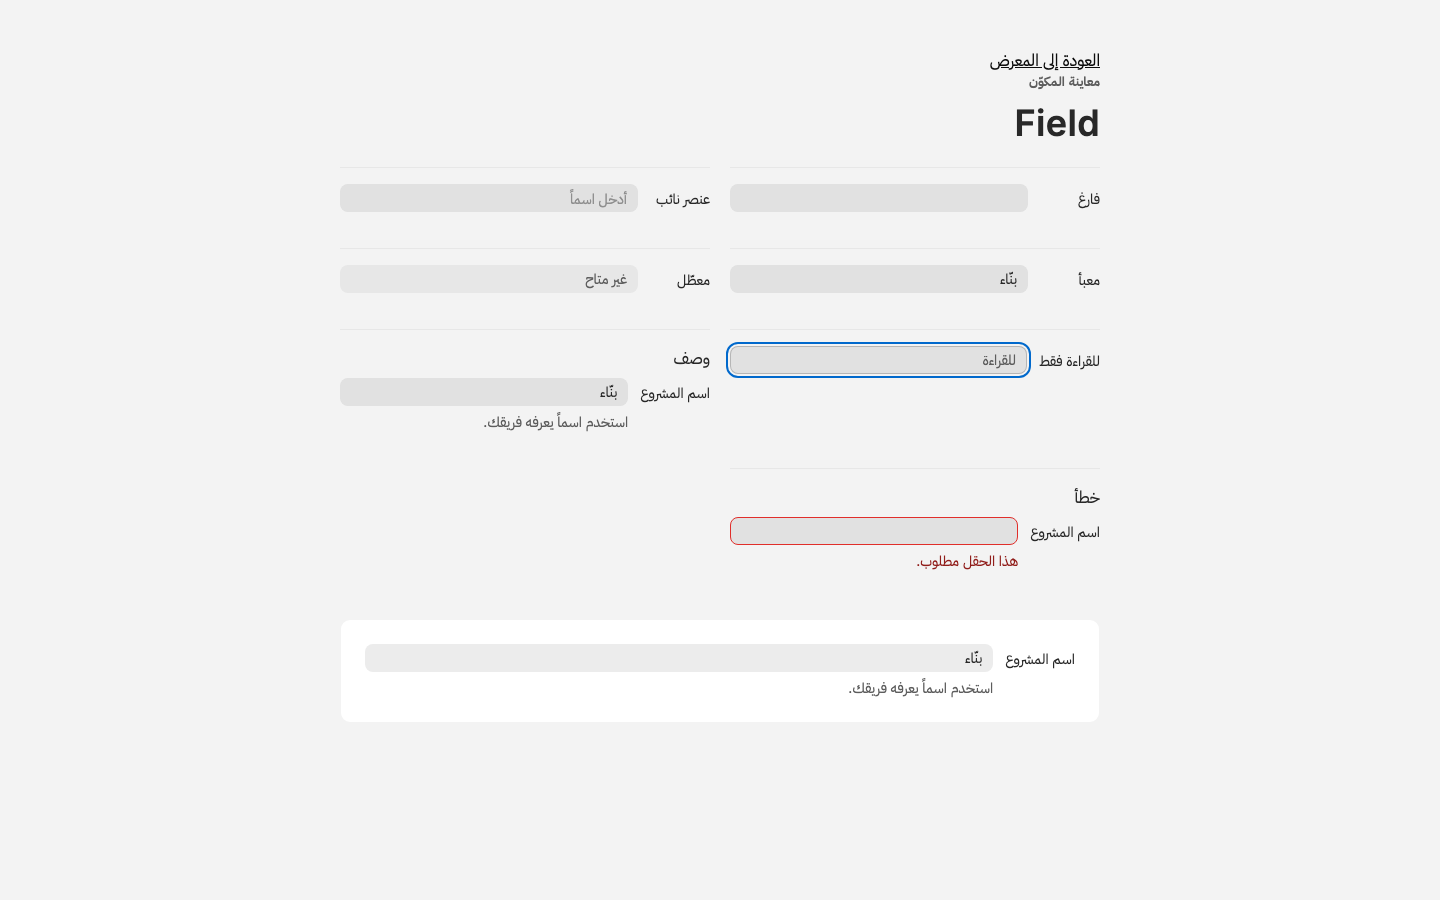 العودة إلى المعرض
معاينة المكوّن
Field
فارغ
عنصر نائب
أدخل اسماً
معبأ
بنّاء
معطّل
غير متاح
للقراءة فقط
للقراءة
وصف
اسم المشروع
بنّاء
استخدم اسماً يعرفه فريقك.
خطأ
اسم المشروع
هذا الحقل مطلوب.
اسم المشروع
بنّاء
استخدم اسماً يعرفه فريقك.